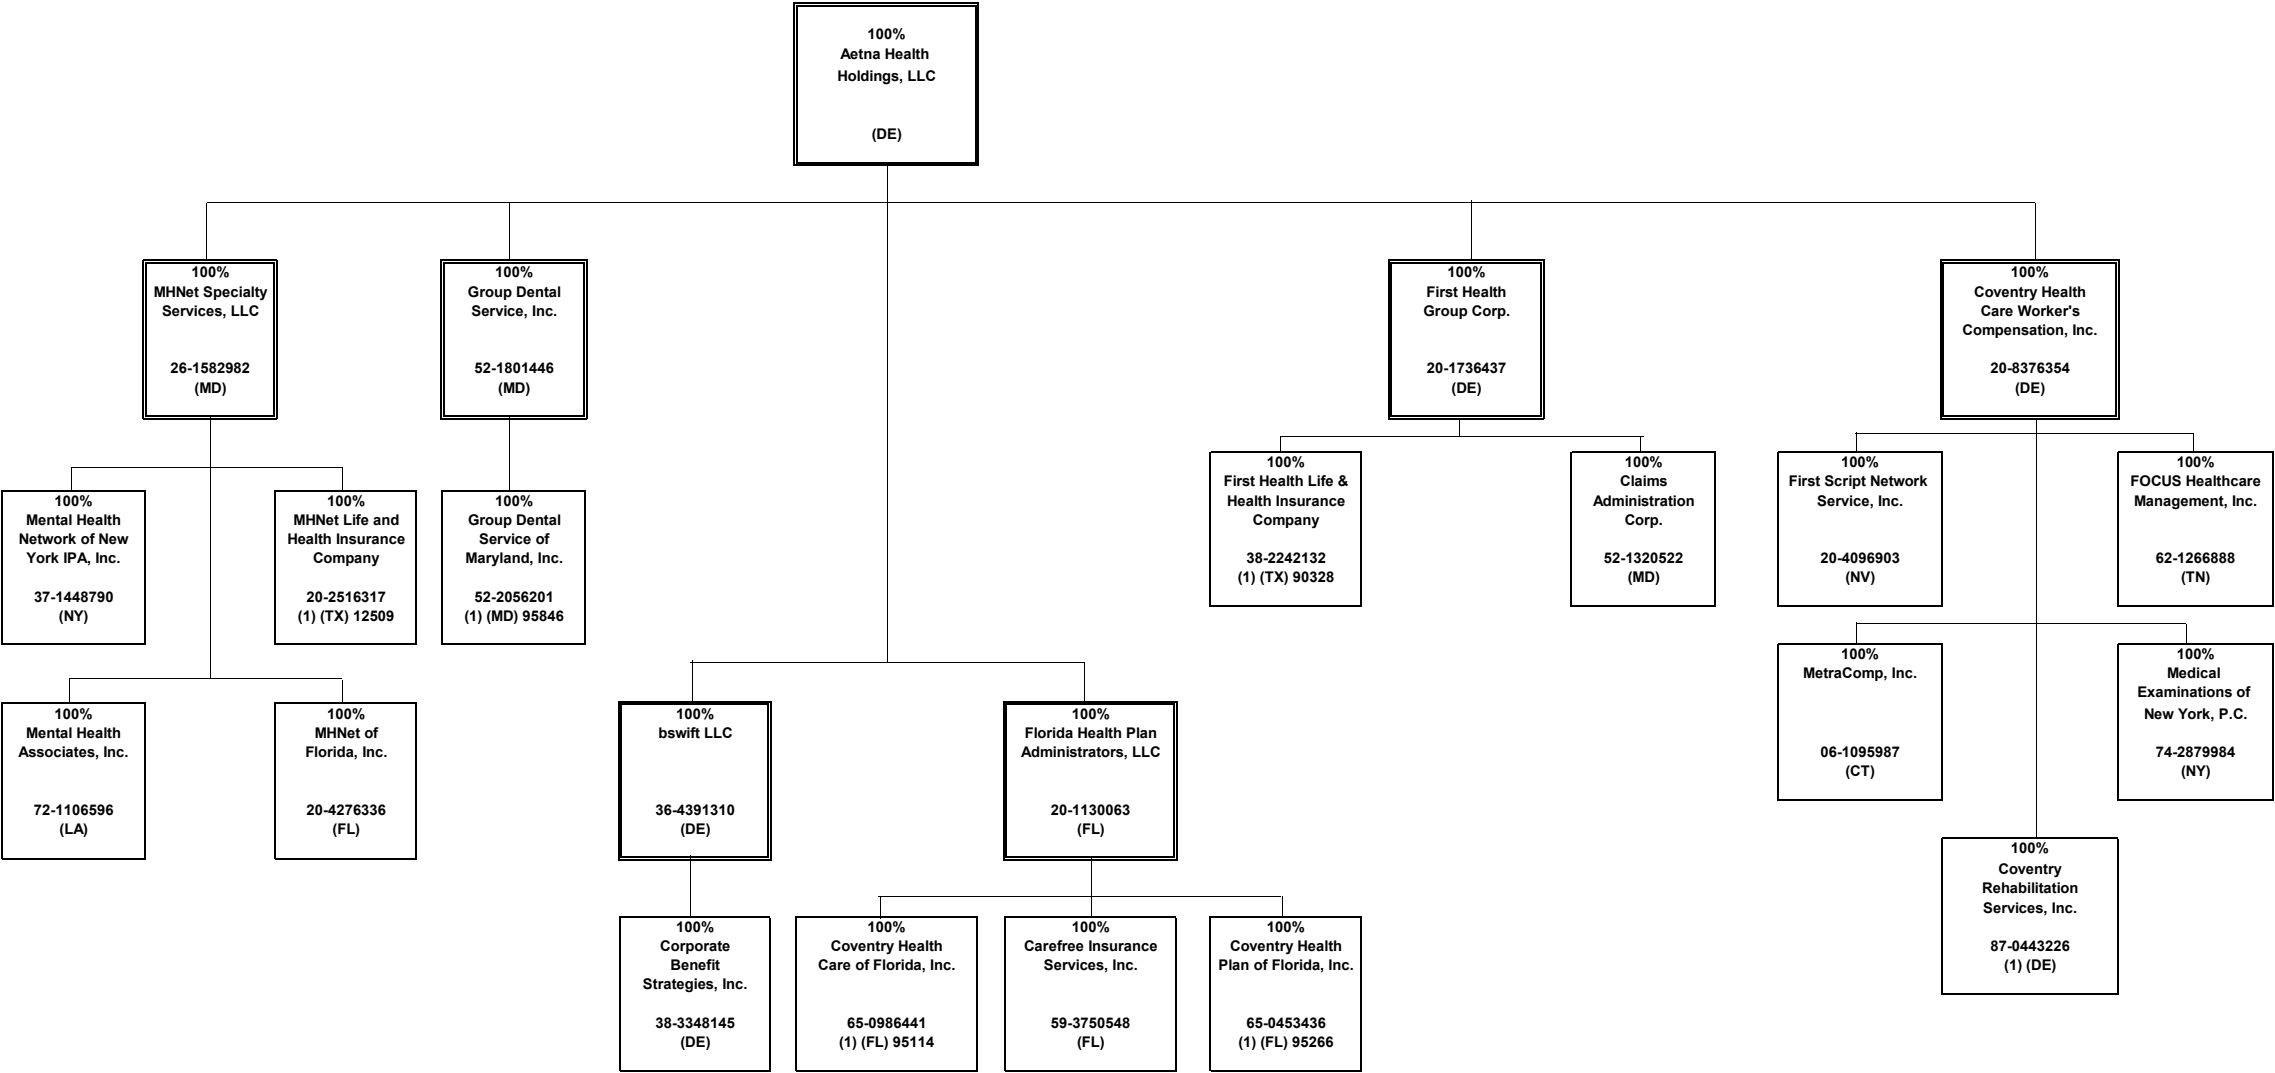 100%
Aetna Health
Holdings, LLC
(DE)
100%
MHNet Specialty
Services, LLC
26-1582982
(MD)
100%
Group Dental
Service, Inc.
52-1801446
(MD)
100%
First Health
Group Corp.
20-1736437
(DE)
100%
Coventry Health
Care Worker's
Compensation, Inc.
20-8376354
(DE)
100%
Mental Health
Network of New
York IPA, Inc.
37-1448790
(NY)
100%
MHNet Life and
Health Insurance
Company
20-2516317
(1) (TX) 12509
100%
Group Dental
Service of
Maryland, Inc.
52-2056201
(1) (MD) 95846
100%
First Health Life &
Health Insurance
Company
38-2242132
(1) (TX) 90328
100%
Claims
Administration
Corp.
52-1320522
(MD)
100%
First Script Network
Service, Inc.
20-4096903
(NV)
100%
FOCUS Healthcare
Management, Inc.
62-1266888
(TN)
100%
MetraComp, Inc.
06-1095987
(CT)
100%
Medical
Examinations of
New York, P.C.
74-2879984
(NY)
100%
Mental Health
Associates, Inc.
72-1106596
(LA)
100%
MHNet of
Florida, Inc.
20-4276336
(FL)
100%
bswift LLC
36-4391310
(DE)
100%
Florida Health Plan
Administrators, LLC
20-1130063
(FL)
100%
Coventry
Rehabilitation
Services, Inc.
87-0443226
(1) (DE)
100%
Corporate
Benefit
Strategies, Inc.
38-3348145
(DE)
100%
Coventry Health
Care of Florida, Inc.
65-0986441
(1) (FL) 95114
100%
Carefree Insurance
Services, Inc.
59-3750548
(FL)
100%
Coventry Health
Plan of Florida, Inc.
65-0453436
(1) (FL) 95266